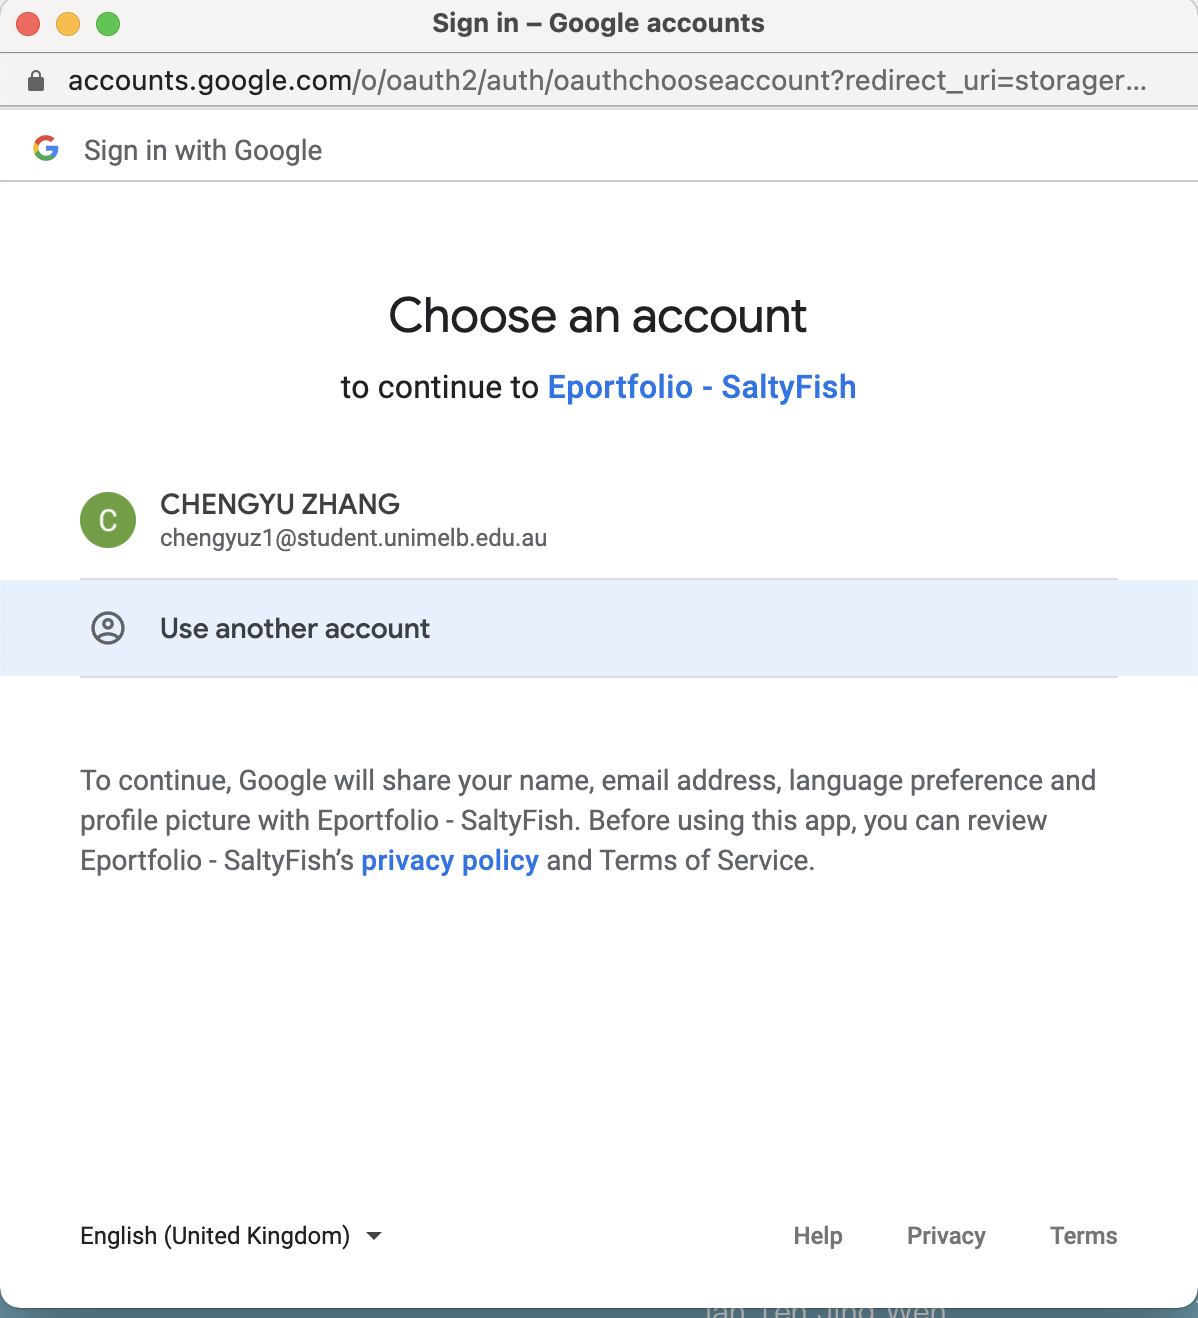 Sign in – Google accounts
accounts.google.com/o/oauth2/auth/oauthchooseaccount?redirect_uri=storager...
Sign in with Google
Choose an account
to continue to Eportfolio - SaltyFish
C
CHENGYU ZHANG
chengyuz1@student.unimelb.edu.au
Use another account
To continue, Google will share your name, email address, language preference and
profile picture with Eportfolio - SaltyFish. Before using this app, you can review
Eportfolio - SaltyFish’s privacy policy and Terms of Service.
English (United Kingdom)
Help Privacy Terms